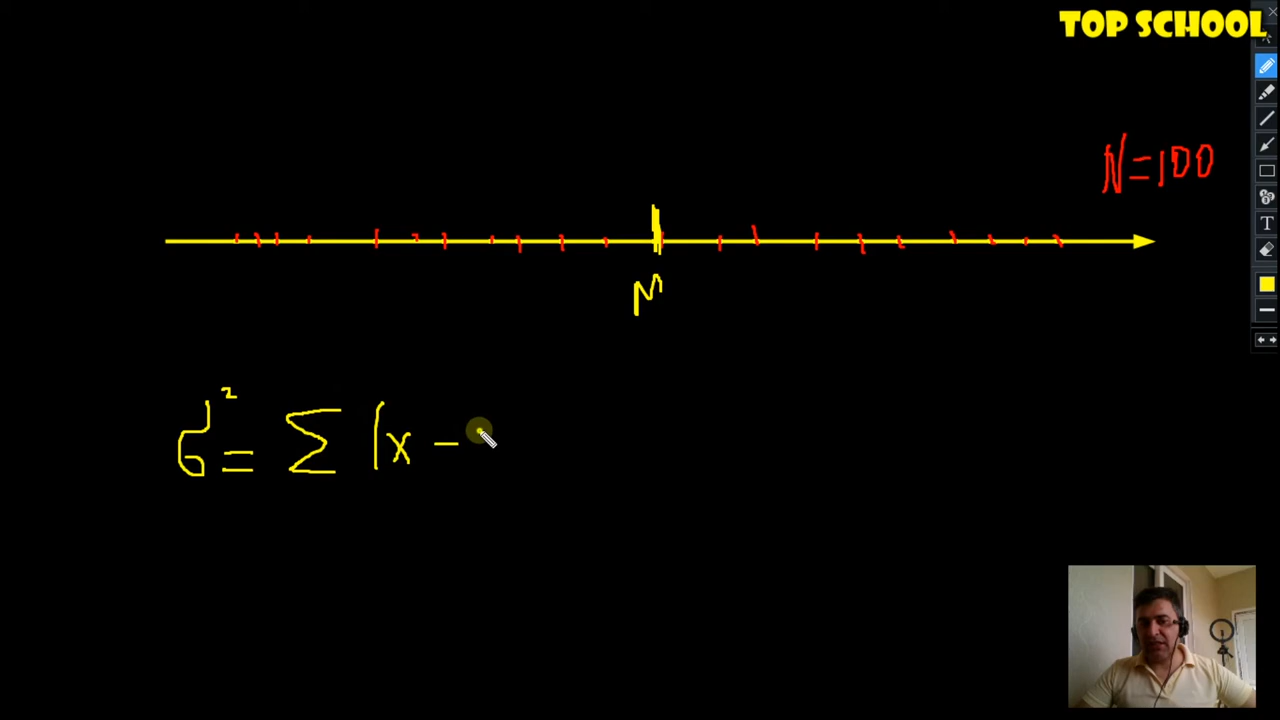 TOP SCHOOL
N=100
M
σ² = ∑ (x -